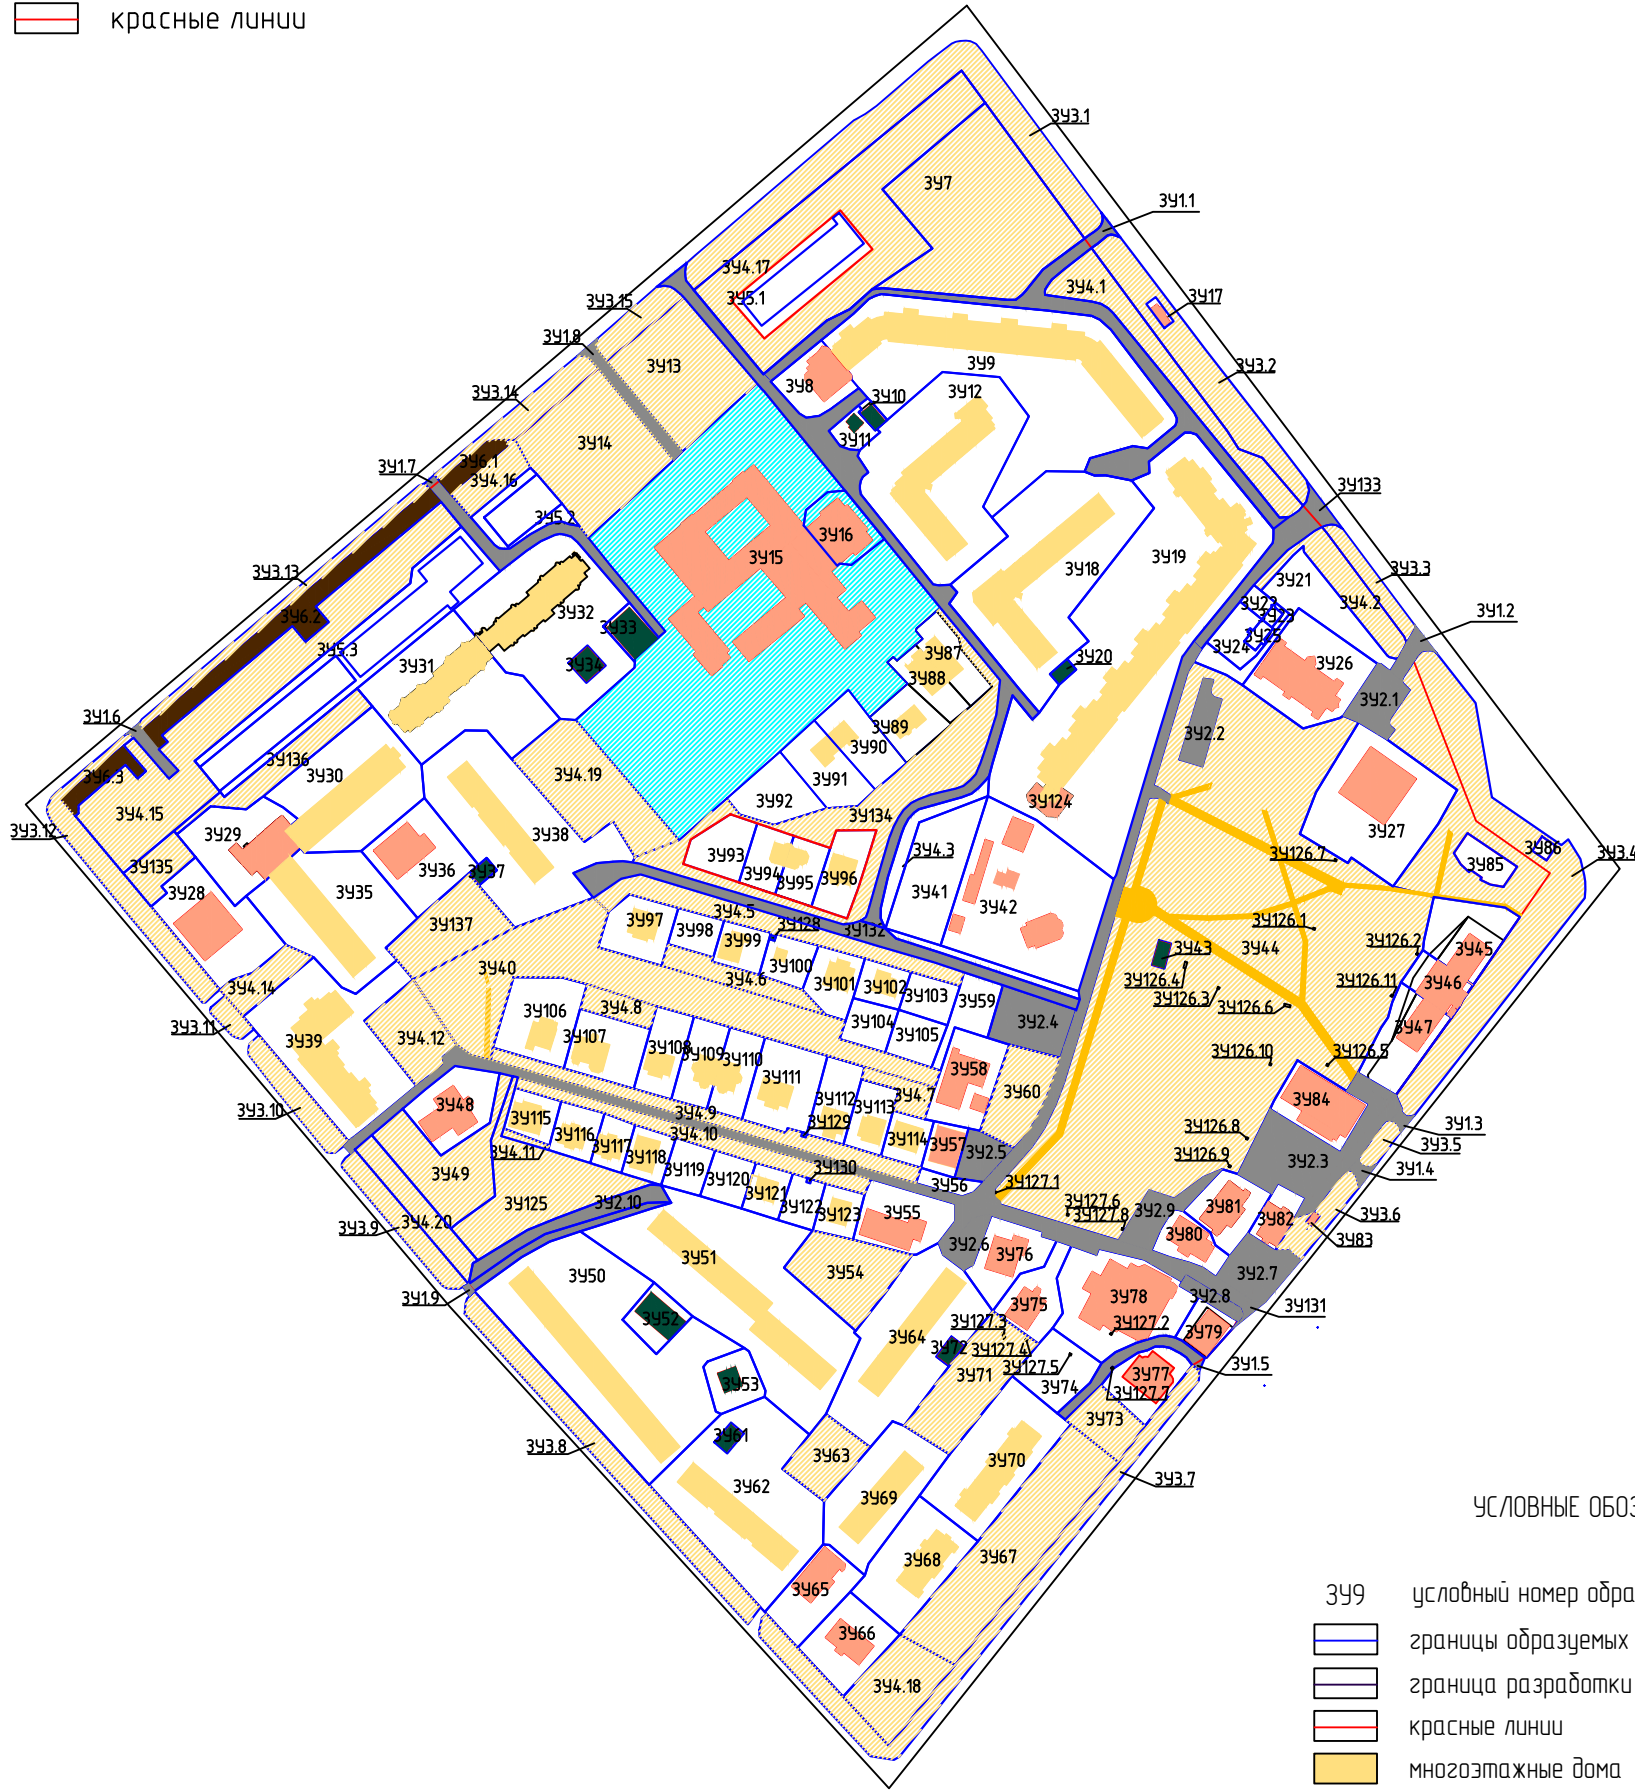 красные линии
ЗУ3.1
ЗУ7
ЗУ1.1
ЗУ4.17
ЗУ4.1
ЗУ5.1
ЗУ17
ЗУ3.15
ЗУ1.8
ЗУ13
ЗУ9
ЗУ3.2
ЗУ8
ЗУ12
ЗУ10
ЗУ3.14
ЗУ11
ЗУ14
ЗУ6.1
ЗУ1.7
ЗУ4.16
ЗУ133
ЗУ5.2
ЗУ16
ЗУ15
ЗУ19
ЗУ18
ЗУ3.3
ЗУ3.13
ЗУ21
ЗУ4.2
ЗУ22
ЗУ23
ЗУ1.2
ЗУ6.2
ЗУ32
ЗУ33
ЗУ25
ЗУ24
ЗУ5.3
ЗУ87
ЗУ20
ЗУ26
ЗУ31
ЗУ34
ЗУ88
ЗУ2.1
ЗУ1.6
ЗУ89
ЗУ2.2
ЗУ90
ЗУ136
ЗУ6.3
ЗУ30
ЗУ4.19
ЗУ91
ЗУ92
ЗУ124
ЗУ4.15
ЗУ134
ЗУ3.12
ЗУ29
ЗУ38
ЗУ27
ЗУ93
ЗУ4.3
ЗУ126.7
ЗУ86
ЗУ3.4
ЗУ135
ЗУ36
ЗУ37
ЗУ94
ЗУ95
ЗУ96
ЗУ85
ЗУ28
ЗУ35
ЗУ41
ЗУ42
ЗУ137
ЗУ97
ЗУ4.5
ЗУ98
ЗУ128
ЗУ132
ЗУ126.1
ЗУ99
ЗУ43
ЗУ44
ЗУ126.2
ЗУ45
ЗУ40
ЗУ100
ЗУ4.6
ЗУ101
ЗУ102
ЗУ103
ЗУ59
ЗУ126.4
ЗУ126.3
ЗУ126.11
ЗУ46
ЗУ4.14
ЗУ126.6
ЗУ106
ЗУ4.8
ЗУ104
ЗУ105
ЗУ2.4
ЗУ47
ЗУ3.11
ЗУ39
ЗУ4.12
ЗУ107
ЗУ108
ЗУ109
ЗУ110
ЗУ126.10
ЗУ126.5
ЗУ111
ЗУ58
ЗУ60
ЗУ112
ЗУ4.7
ЗУ84
ЗУ3.10
ЗУ48
ЗУ115
ЗУ4.9
ЗУ113
ЗУ126.8
ЗУ1.3
ЗУ116
ЗУ4.10
ЗУ129
ЗУ114
ЗУ57
ЗУ3.5
ЗУ4.11
ЗУ117
ЗУ118
ЗУ2.5
ЗУ126.9
ЗУ2.3
ЗУ1.4
ЗУ49
ЗУ119
ЗУ130
ЗУ120
ЗУ56
ЗУ127.1
ЗУ125
ЗУ2.10
ЗУ121
ЗУ122
ЗУ123
ЗУ55
ЗУ127.6
ЗУ127.8
ЗУ2.9
ЗУ81
ЗУ3.6
ЗУ3.9
ЗУ4.20
ЗУ82
ЗУ80
ЗУ83
ЗУ2.6
ЗУ76
ЗУ51
ЗУ54
ЗУ2.7
ЗУ50
ЗУ1.9
ЗУ2.8
ЗУ131
ЗУ75
ЗУ78
ЗУ52
ЗУ127.3
ЗУ127.2
ЗУ79
ЗУ64
ЗУ72
ЗУ127.4
ЗУ127.5
ЗУ1.5
ЗУ71
ЗУ77
ЗУ53
ЗУ74
ЗУ127.7
ЗУ73
ЗУ61
ЗУ3.8
ЗУ63
ЗУ70
ЗУ3.7
ЗУ62
ЗУ69
УСЛОВНЫЕ ОБОЗ
ЗУ68
ЗУ67
ЗУ65
ЗУ9 условный номер обра
ЗУ66
границы образуемых
ЗУ4.18
граница разработки
красные линии
многоэтажные дома